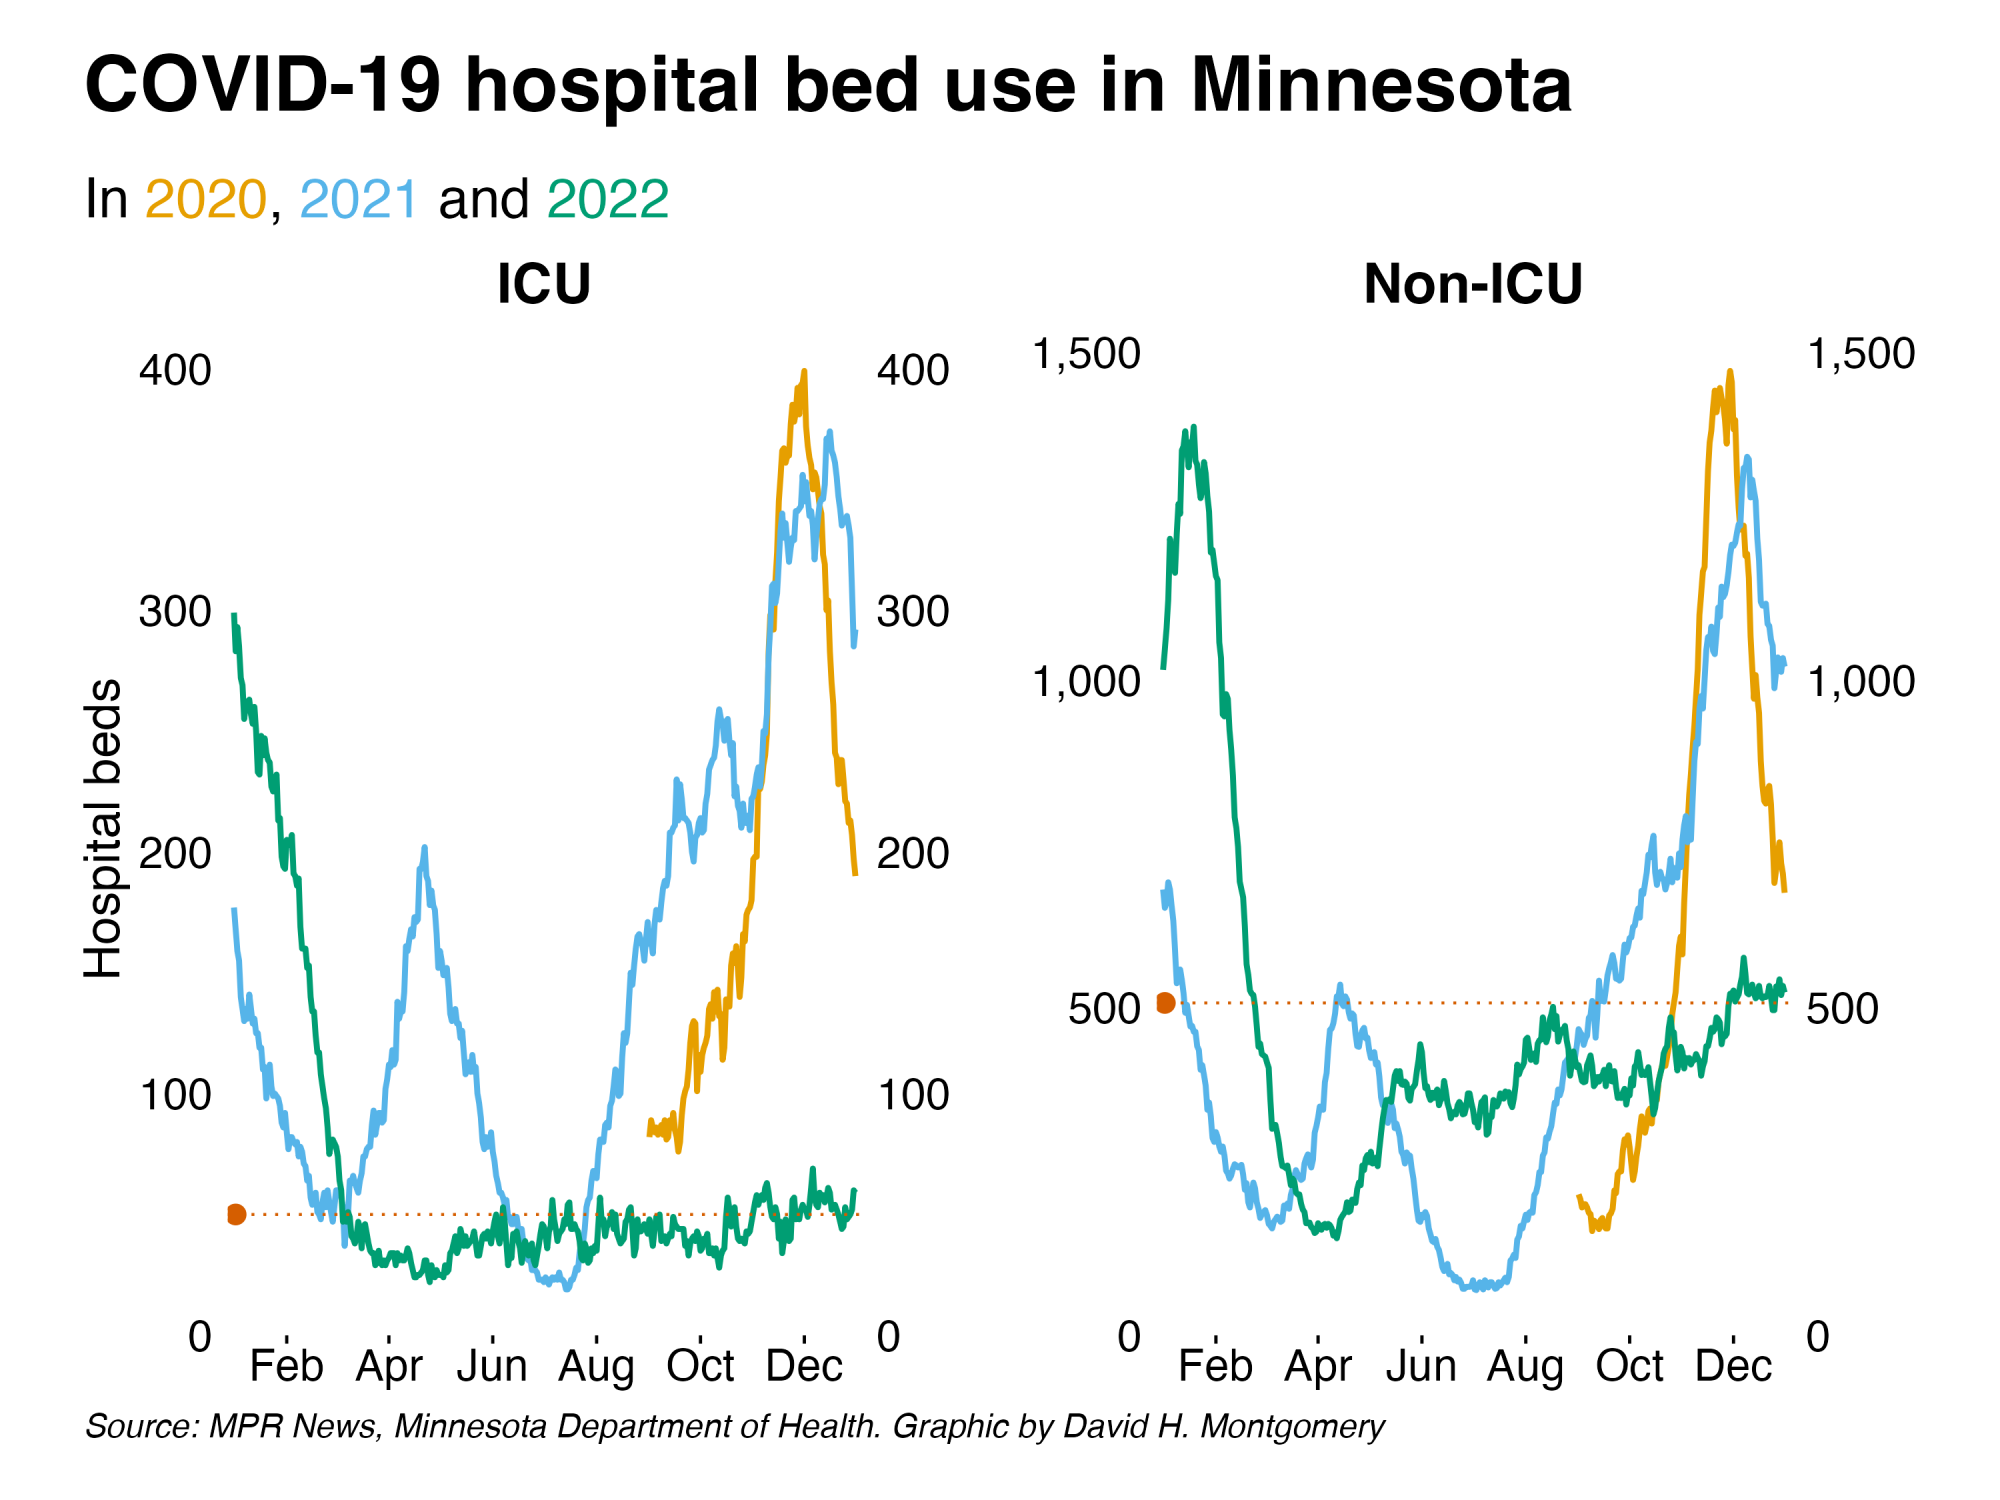 COVID-19 hospital bed use in Minnesota
In 2020, 2021 and 2022
ICU
Non-ICU
Hospital beds
400
300
200
100
0
400
300
200
100
0
Feb Apr Jun Aug Oct Dec
1,500
1,000
500
0
1,500
1,000
500
0
Feb Apr Jun Aug Oct Dec
Source: MPR News, Minnesota Department of Health. Graphic by David H. Montgomery